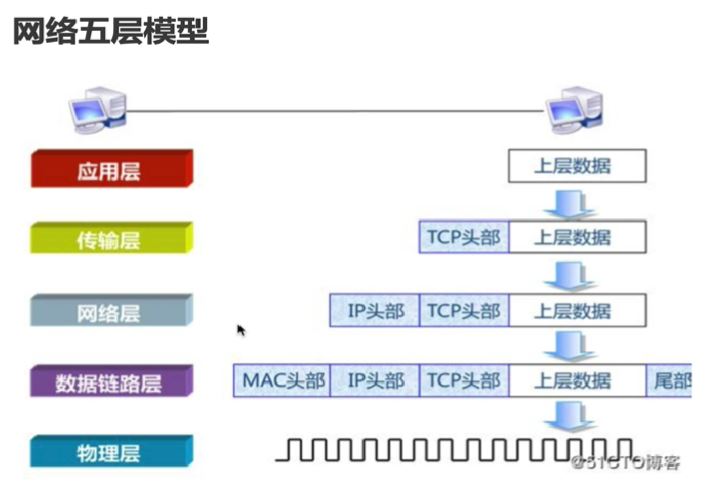 网络五层模型
应用层 上层数据
传输层 TCP头部 上层数据
网络层 IP头部 TCP头部 上层数据
数据链路层 MAC头部 IP头部 TCP头部 上层数据 尾部
物理层
@51CTO博客